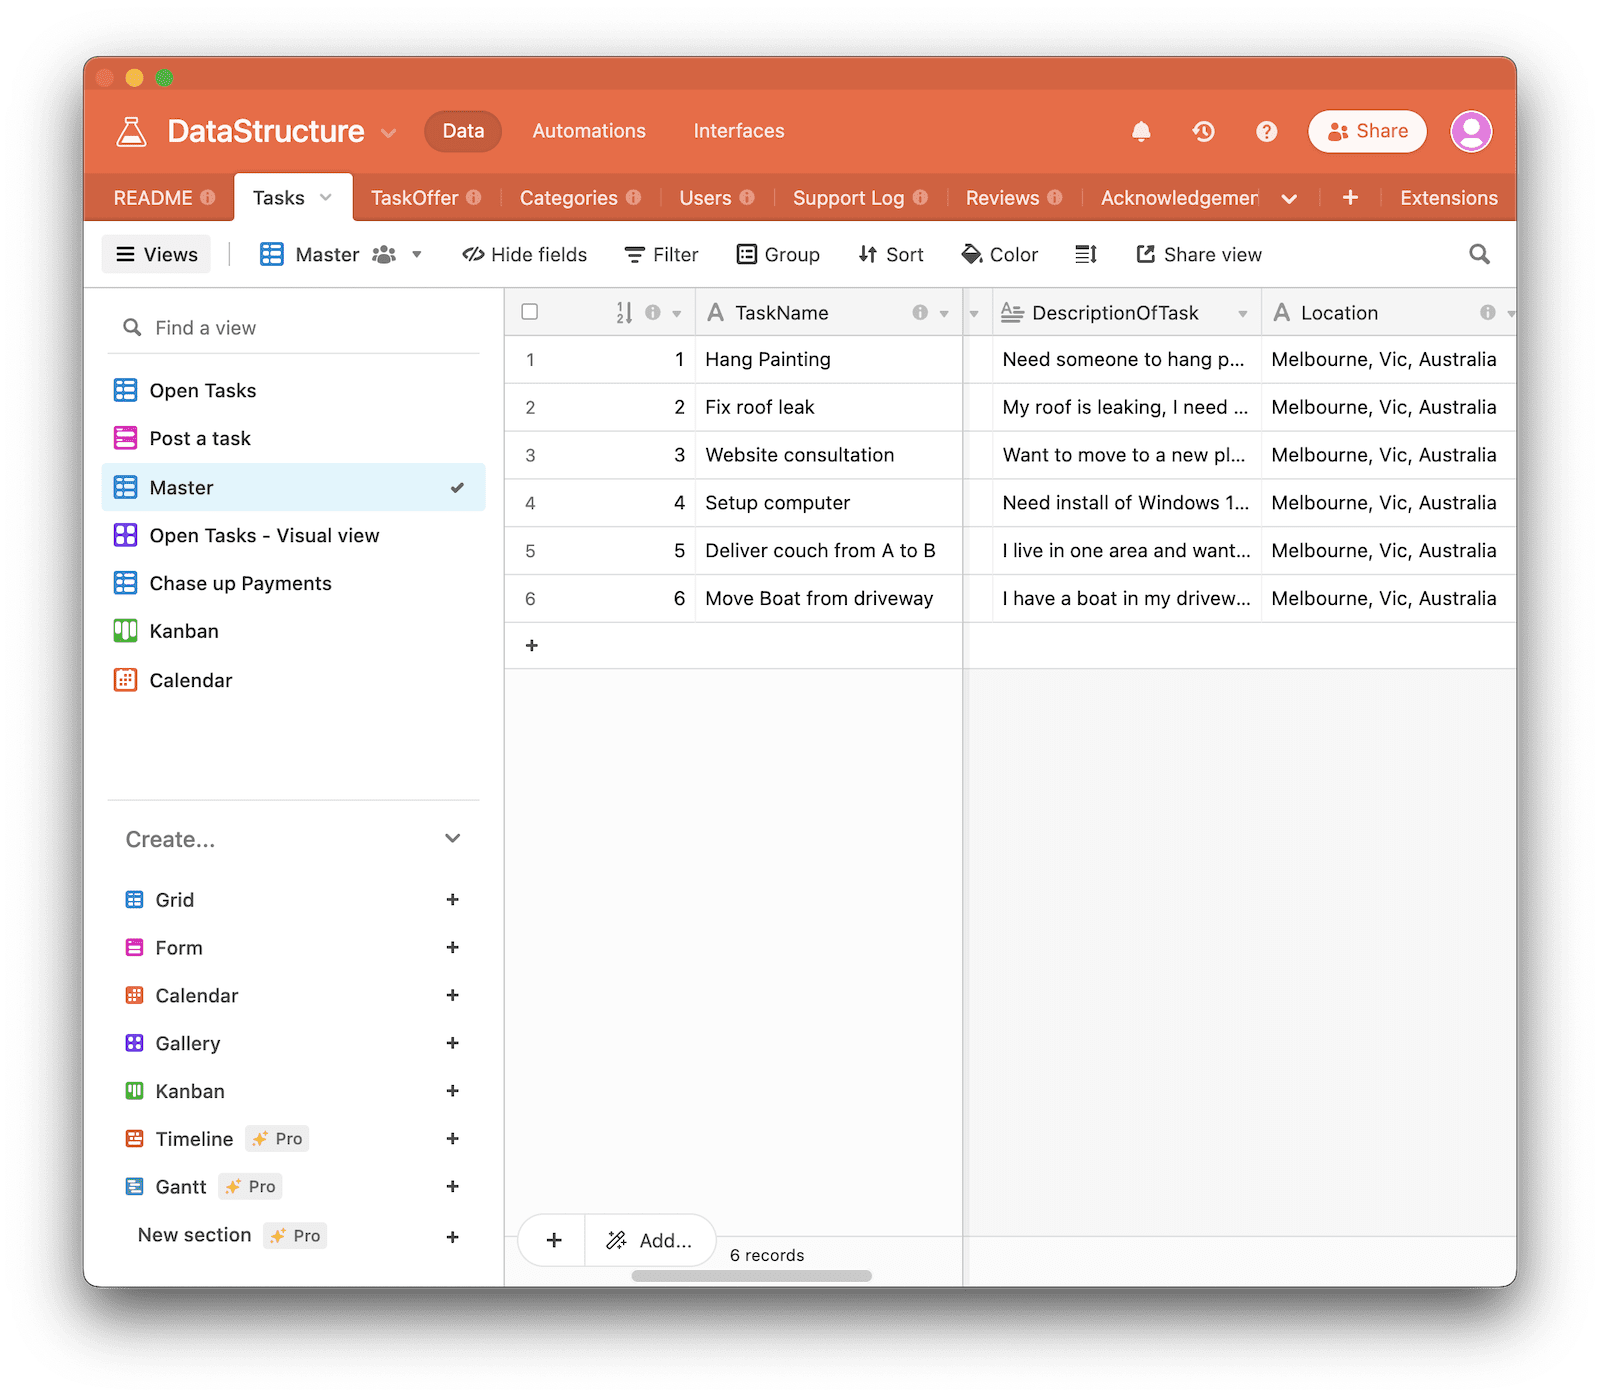 DataStructure Data Automations Interfaces Share
README Tasks TaskOffer Categories Users Support Log Reviews Acknowledgemer Extensions
Views Master Hide fields Filter Group Sort Color Share view
Find a view
Open Tasks
Post a task
Master
Open Tasks - Visual view
Chase up Payments
Kanban
Calendar
Create...
Grid
Form
Calendar
Gallery
Kanban
Timeline Pro
Gantt Pro
New section Pro
TaskName DescriptionOfTask Location
1 1 Hang Painting Need someone to hang p... Melbourne, Vic, Australia
2 2 Fix roof leak My roof is leaking, I need ... Melbourne, Vic, Australia
3 3 Website consultation Want to move to a new pl... Melbourne, Vic, Australia
4 4 Setup computer Need install of Windows 1... Melbourne, Vic, Australia
5 5 Deliver couch from A to B I live in one area and want... Melbourne, Vic, Australia
6 6 Move Boat from driveway I have a boat in my drivew... Melbourne, Vic, Australia
+
+ Add...
6 records